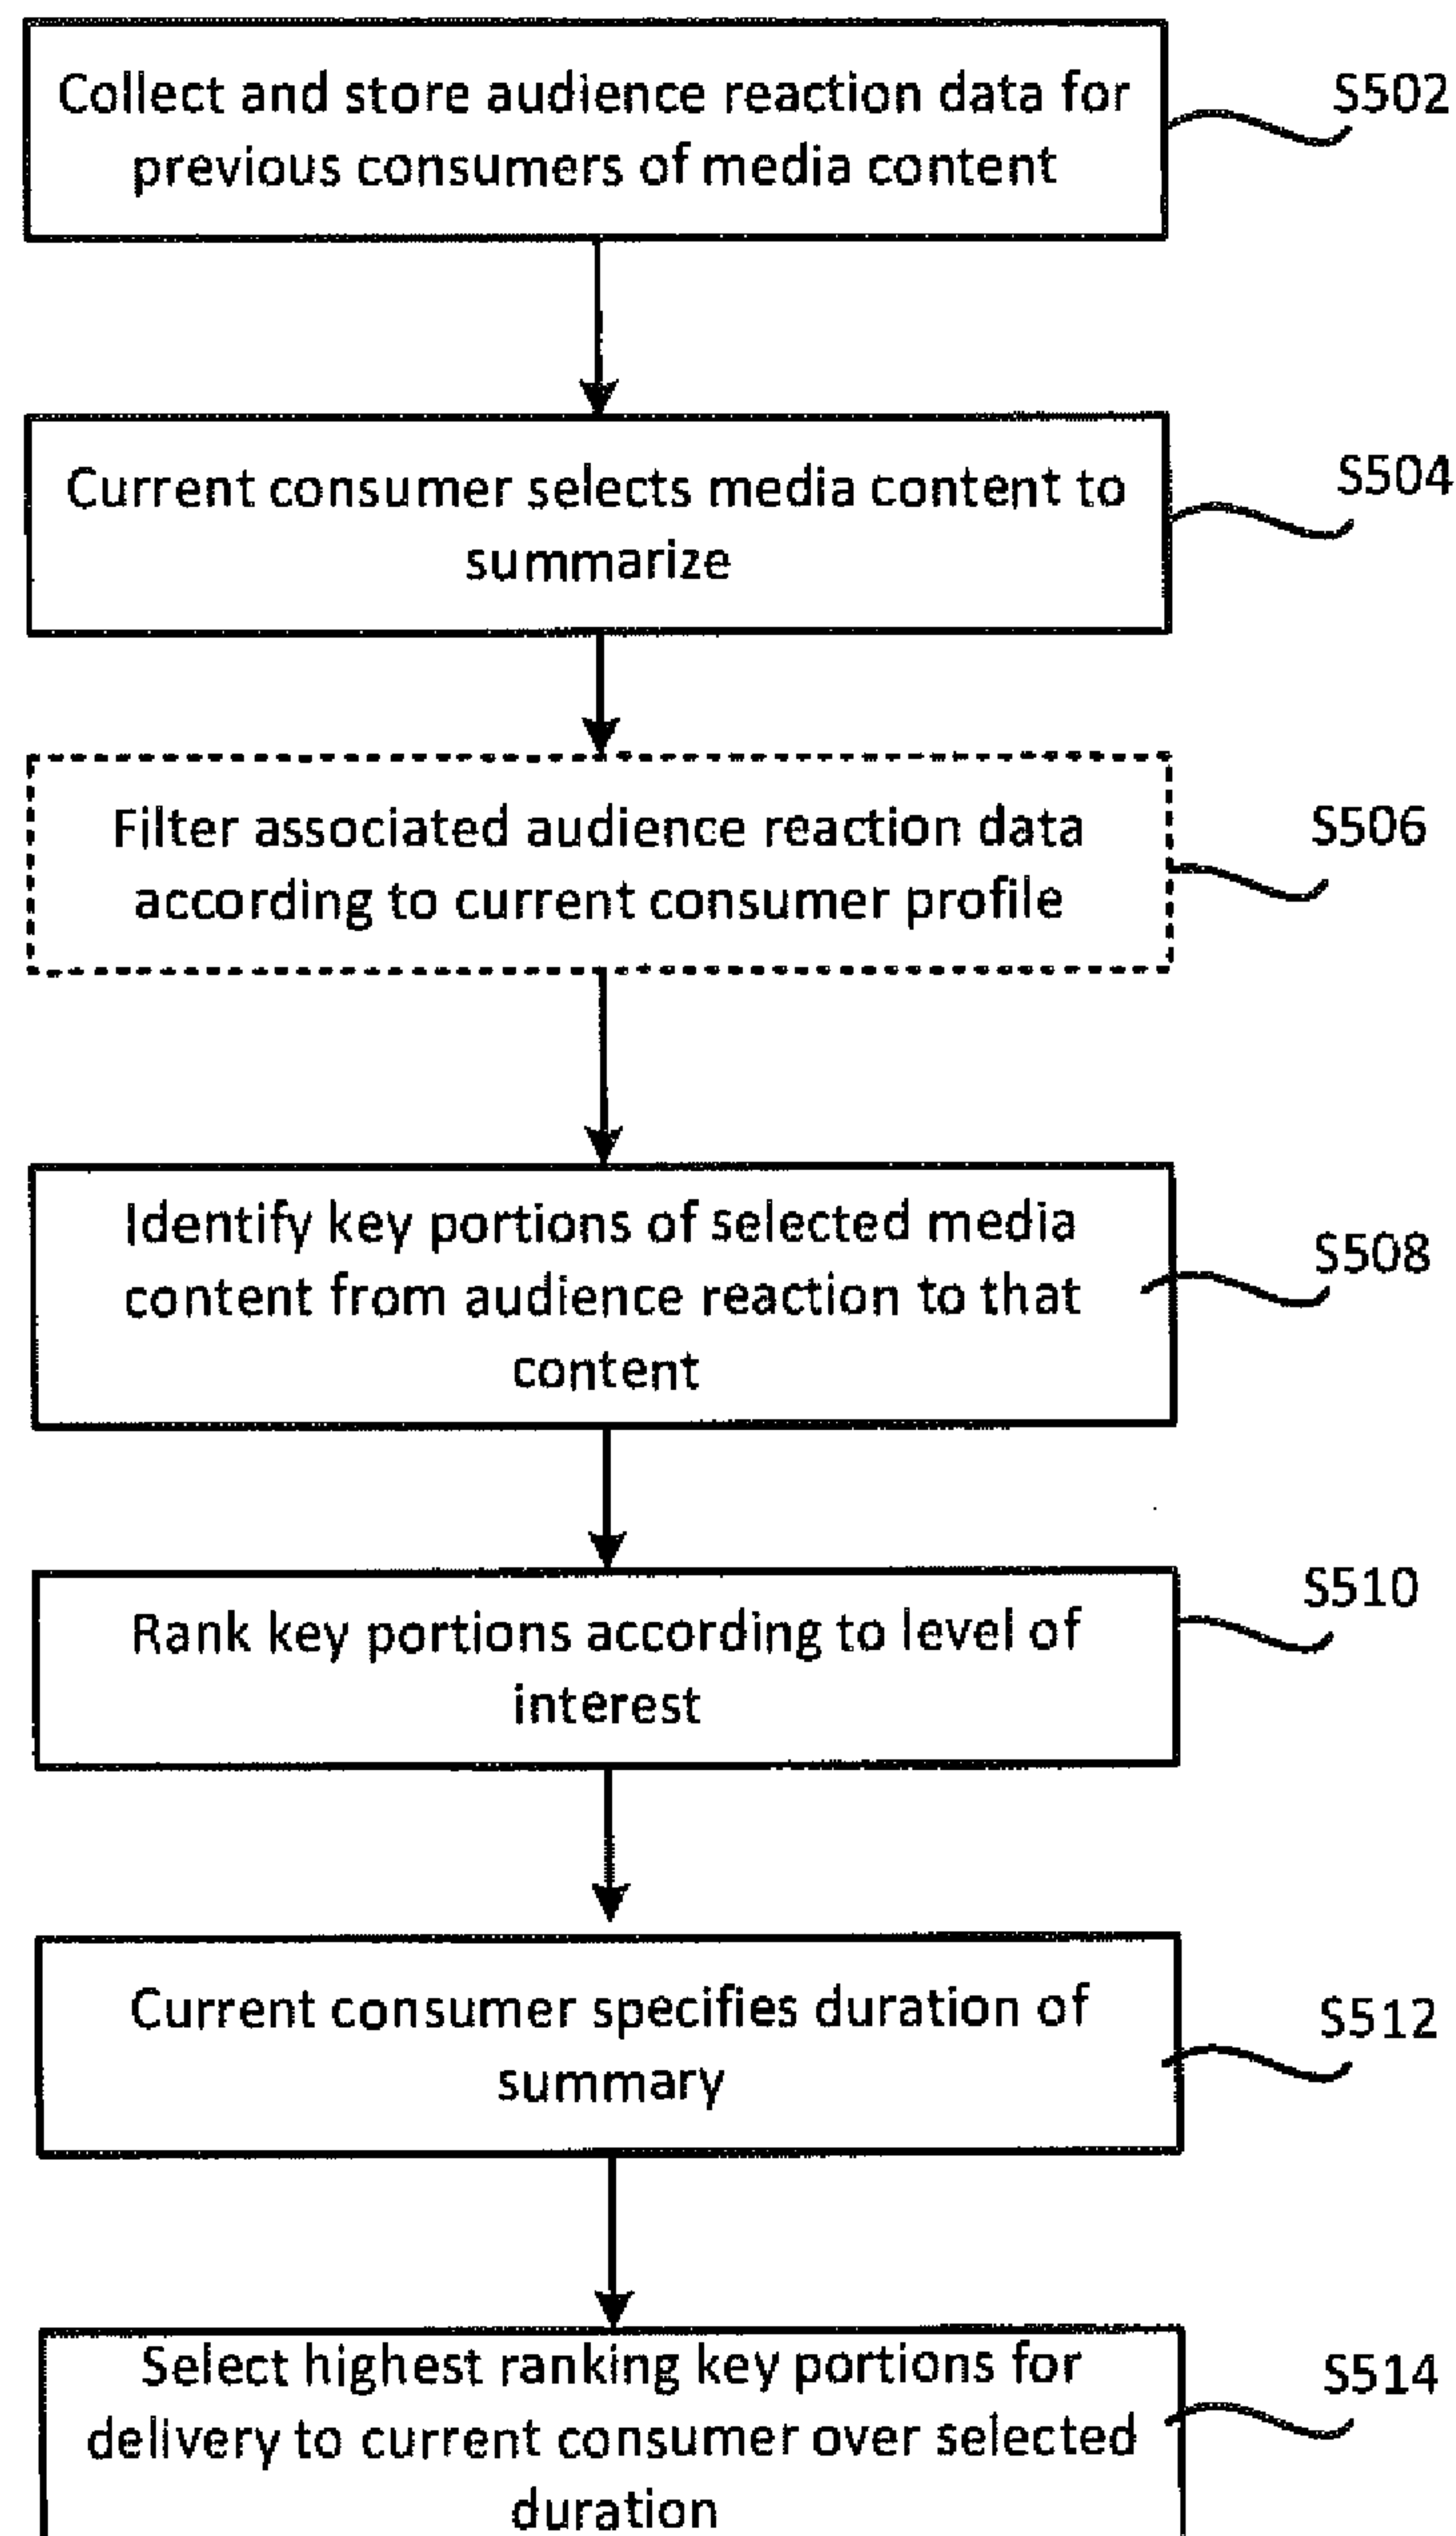 Collect and store audience reaction data for
previous consumers of media content
S502
Current consumer selects media content to
summarize
S504
Filter associated audience reaction data
according to current consumer profile
S506
Identify key portions of selected media
content from audience reaction to that
content
S508
Rank key portions according to level of
interest
S510
Current consumer specifies duration of
summary
S512
Select highest ranking key portions for
delivery to current consumer over selected
duration
S514